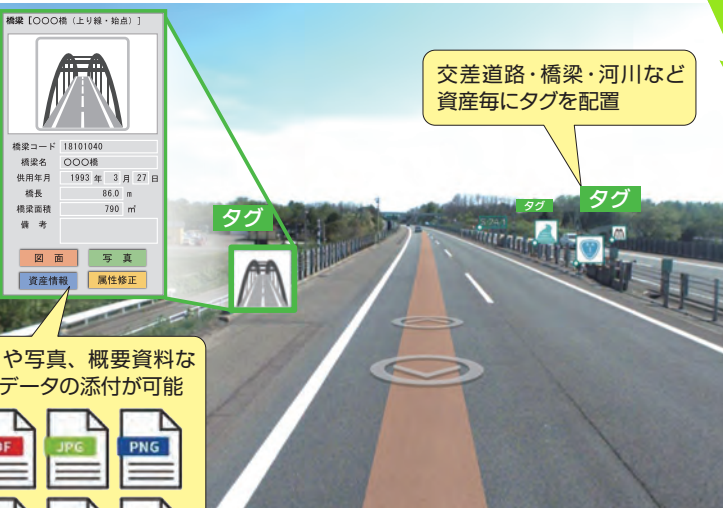 橋梁[〇〇〇橋（上り線・始点）]
橋梁コード 18101040
橋梁名 〇〇〇橋
供用年月 1993 年 3 月 27 日
橋長 86.0 m
橋梁面積 790 ㎡
備 考
図 面 写 真
資産情報 属性修正
や写真、概要資料な
データの添付が可能
JPG PNG
タグ
交差道路・橋梁・河川など
資産毎にタグを配置
タグ タグ